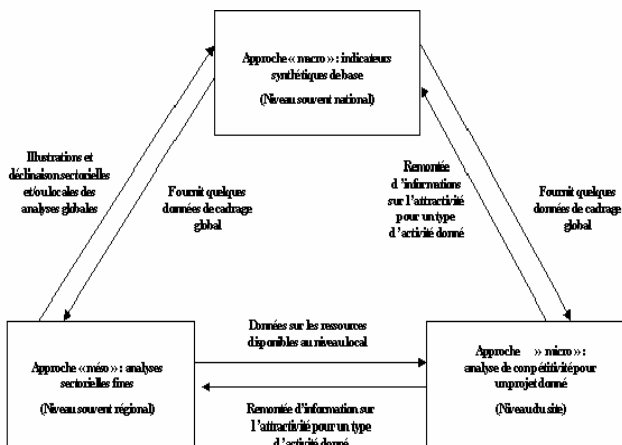 Approche « macro » : indicateurs
synthétiques de base
(Niveau souvent national)
Illustrations et
déclinaison sectorielles
et/ou locales des
analyses globales
Fournit quelques
données de cadrage
global
Remontée
d 'informations
sur l'attractivité
pour un type
d 'activité donné
Fournit quelques
données de cadrage
global
Données sur les ressources
disponibles au niveau local
Approche « méso » : analyses
sectorielles fines
(Niveau souvent régional)
Approche » micro » :
analyse de compétitivité pour
un projet donné
(Niveau du site)
Remontée d'information sur
l 'attractivité pour un type
d 'activité donné